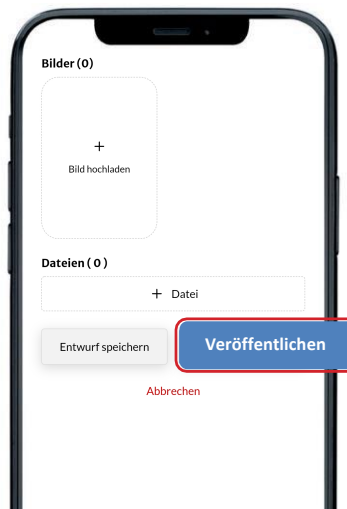 Bilder (0)
Bild hochladen
Dateien ( 0 )
Datei
Entwurf speichern
Veröffentlichen
Abbrechen